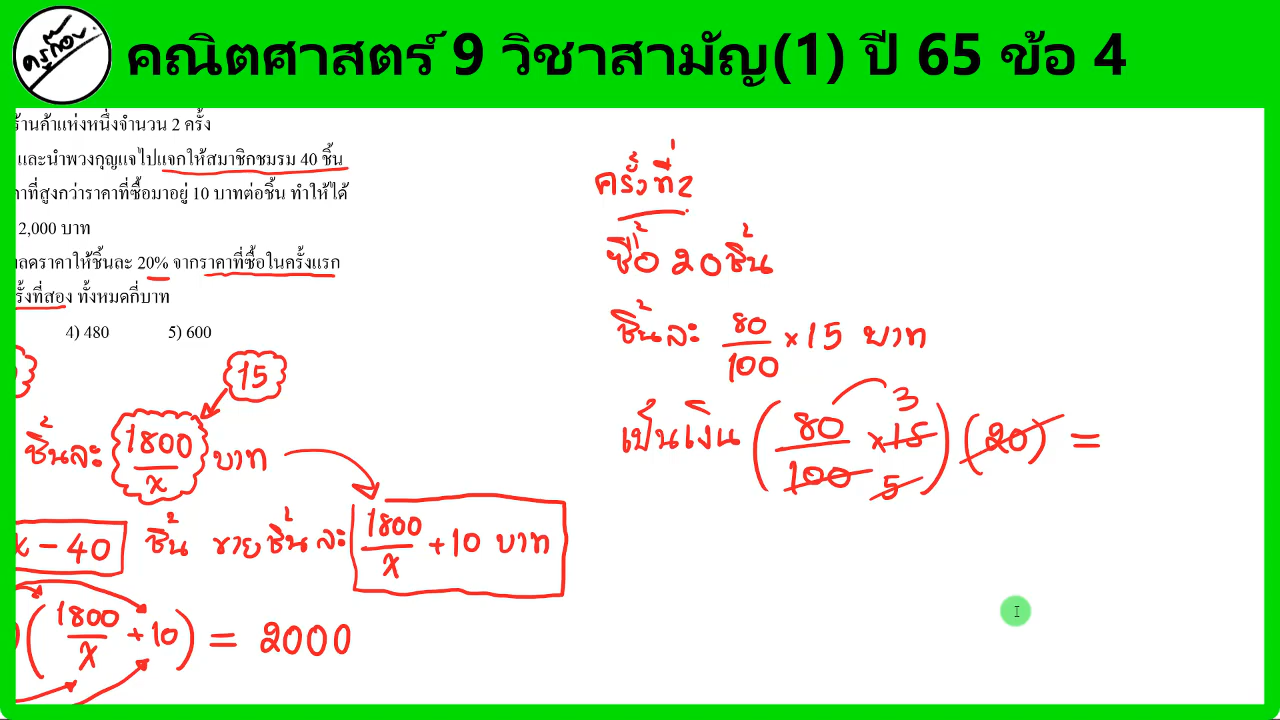 ครูก๊อบ
คณิตศาสตร์ 9 วิชาสามัญ(1) ปี 65 ข้อ 4
ร้านค้าแห่งหนึ่งจำนวน 2 ครั้ง
และนำพวงกุญแจไปแจกให้สมาชิกชมรม 40 ชิ้น
าที่สูงกว่าราคาที่ซื้อมาอยู่ 10 บาทต่อชิ้น ทำให้ได้
2,000 บาท
ลดราคาให้ชิ้นละ 20% จากราคาที่ซื้อในครั้งแรก
รั้งที่สอง ทั้งหมดกี่บาท
4) 480 5) 600
15
ชิ้นละ 1800/x บาท
x - 40 ชิ้น ขายชิ้นละ 1800/x + 10 บาท
(1800/x + 10) = 2000
ครั้งที่2
ซื้อ 20 ชิ้น
ชิ้นละ 80/100 × 15 บาท
เป็นเงิน (80/100 × 15) (20) =
3
5